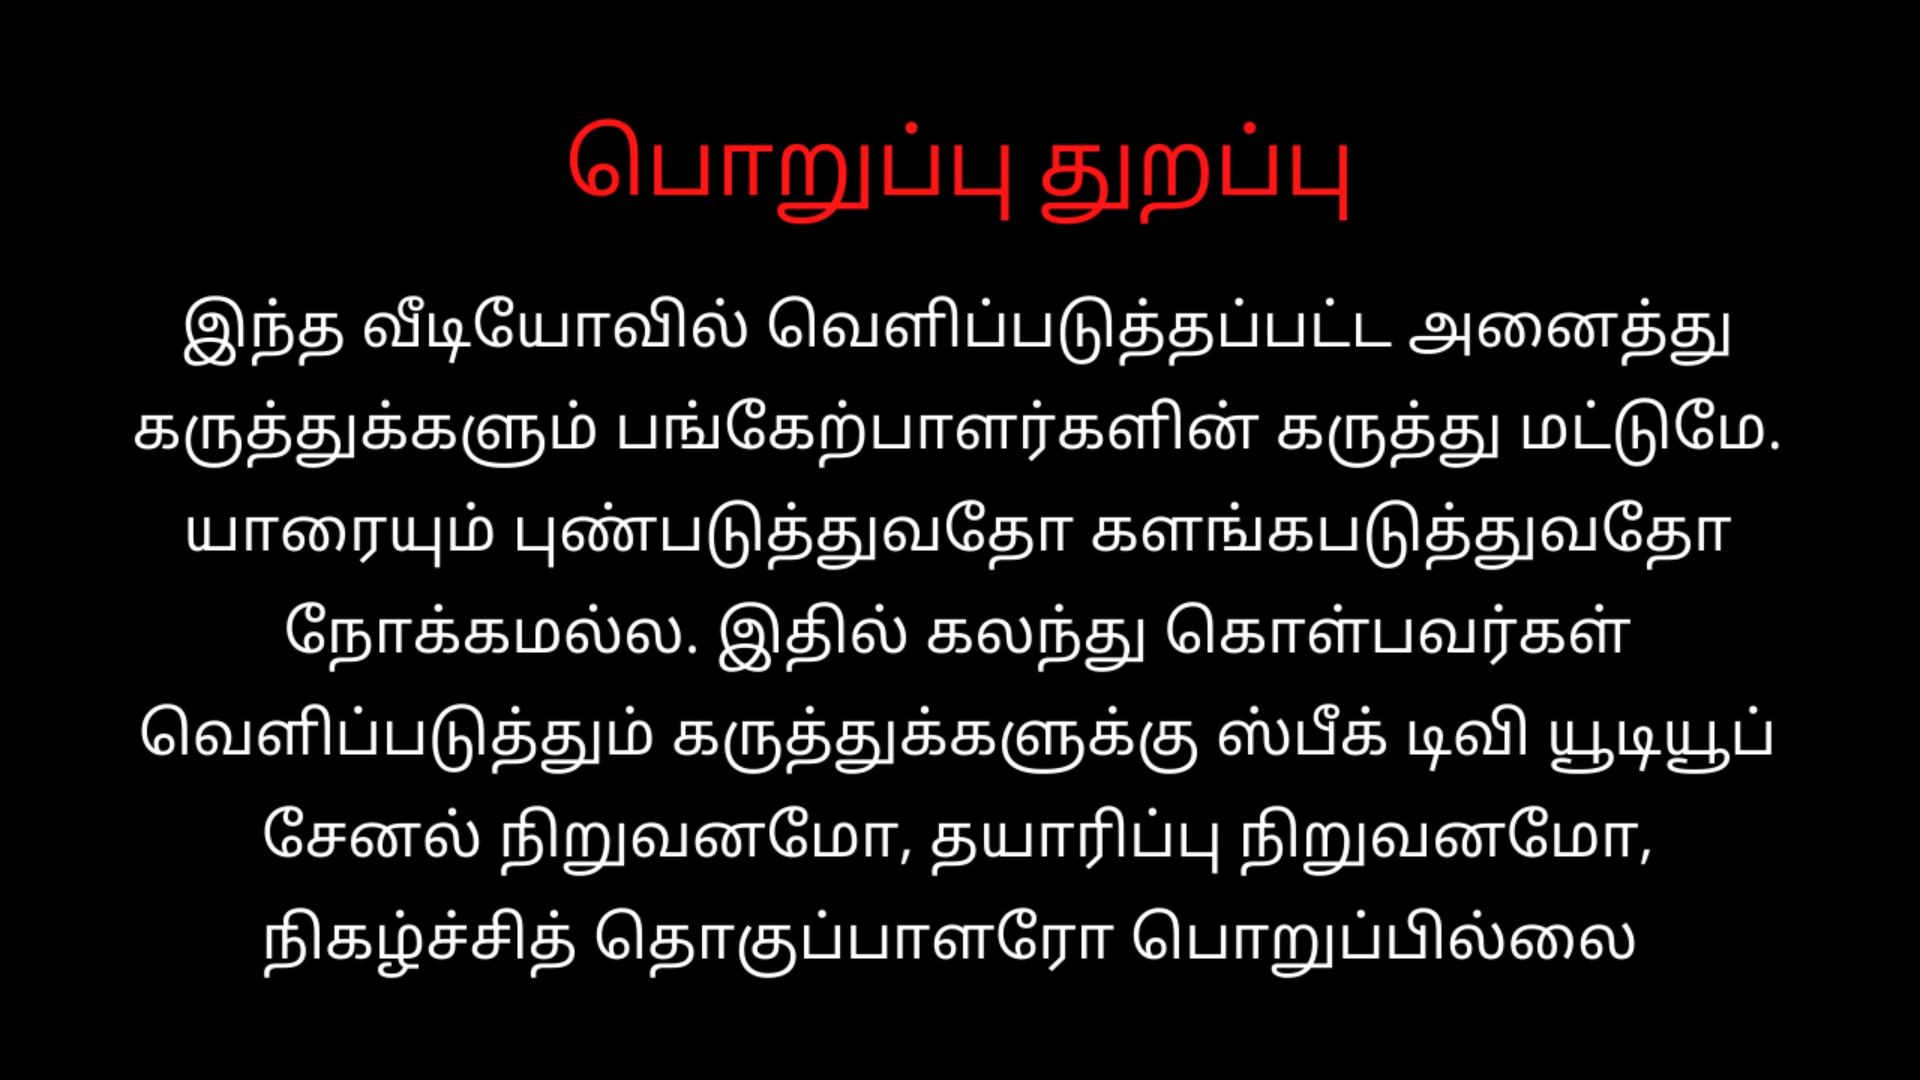 பொறுப்பு துறப்பு
இந்த வீடியோவில் வெளிப்படுத்தப்பட்ட அனைத்து
கருத்துக்களும் பங்கேற்பாளர்களின் கருத்து மட்டுமே.
யாரையும் புண்படுத்துவதோ களங்கபடுத்துவதோ
நோக்கமல்ல. இதில் கலந்து கொள்பவர்கள்
வெளிப்படுத்தும் கருத்துக்களுக்கு ஸ்பீக் டிவி யூடியூப்
சேனல் நிறுவனமோ, தயாரிப்பு நிறுவனமோ,
நிகழ்ச்சித் தொகுப்பாளரோ பொறுப்பில்லை